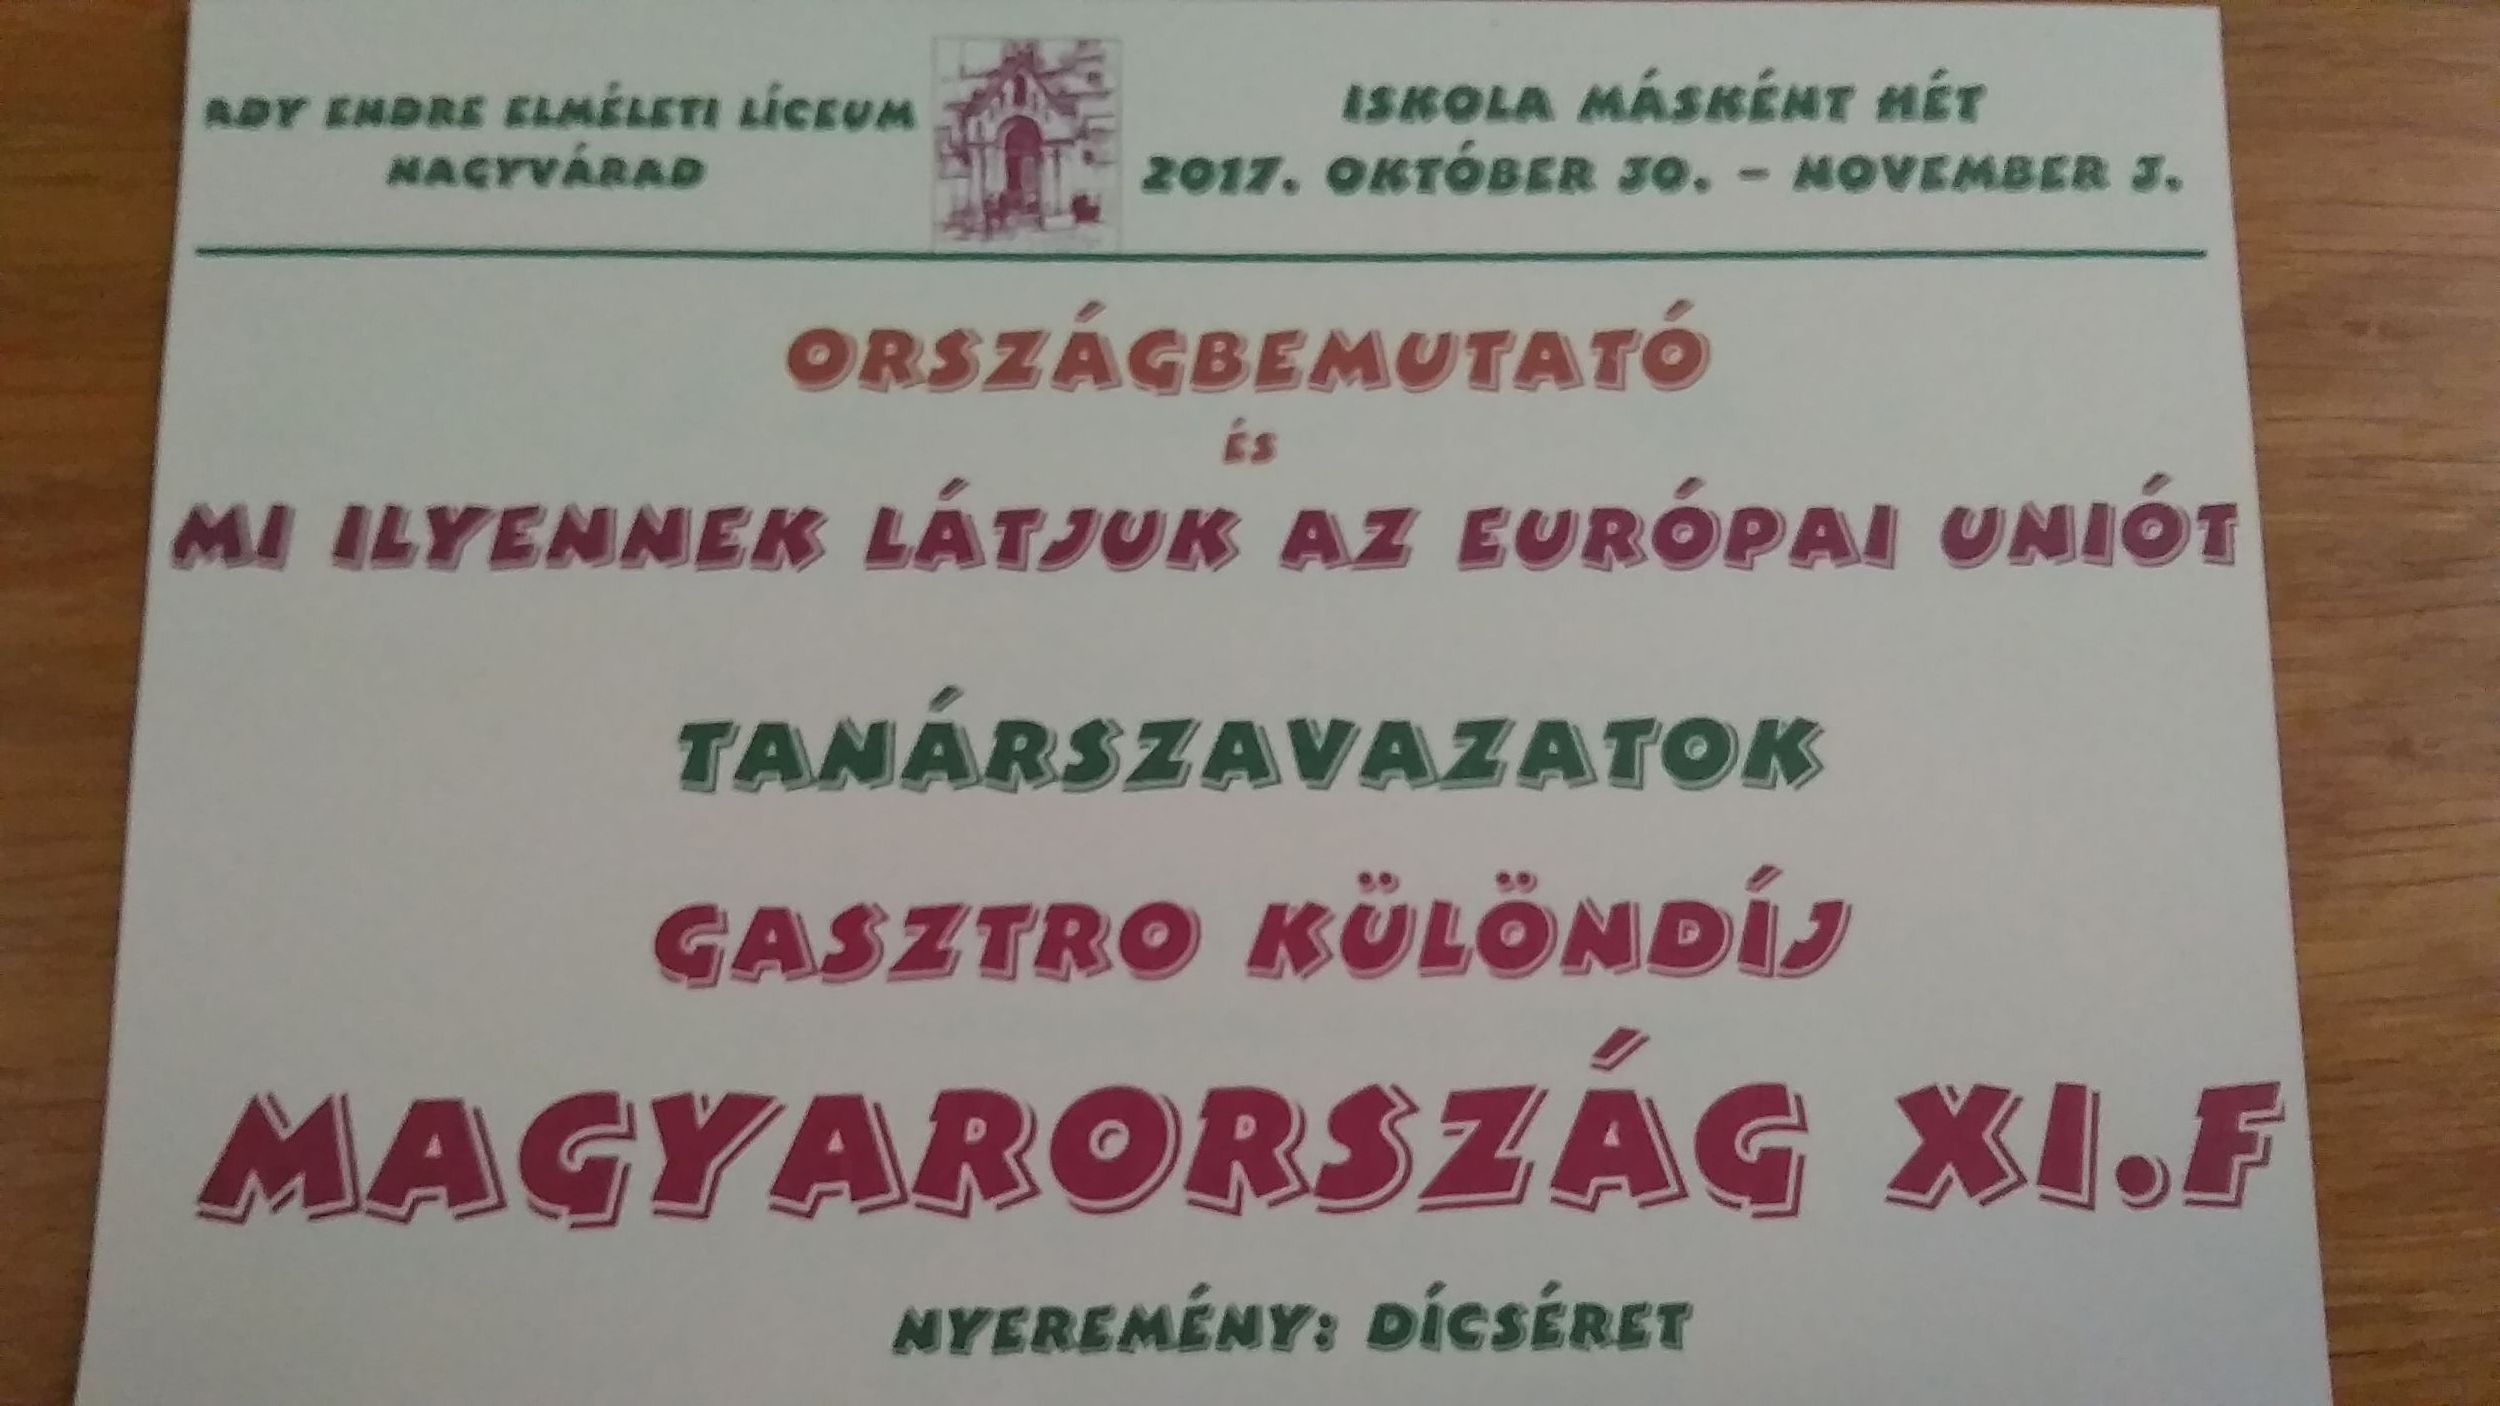 ADY ENDRE ELMÉLETI LÍCEUM
NAGYVÁRAD
ISKOLA MÁSKÉNT HÉT
2017. OKTÓBER 30. – NOVEMBER 3.
ORSZÁGBEMUTATÓ
ÉS
MI ILYENNEK LÁTJUK AZ EURÓPAI UNIÓT
TANÁRSZAVAZATOK
GASZTRO KÜLÖNDÍJ
MAGYARORSZÁG XI.F
NYEREMÉNY: DÍCSÉRET